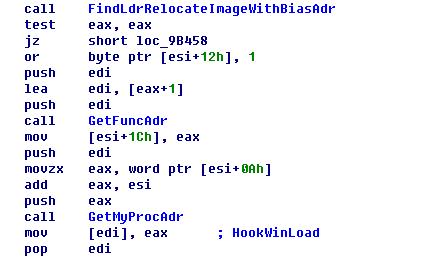 call FindLdrRelocateImageWithBiasAdr
test eax, eax
jz short loc_9B458
or byte ptr [esi+12h], 1
push edi
lea edi, [eax+1]
push edi
call GetFuncAdr
mov [esi+1Ch], eax
push edi
movzx eax, word ptr [esi+0Ah]
add eax, esi
push eax
call GetMyProcAdr
mov [edi], eax ; HookWinLoad
pop edi